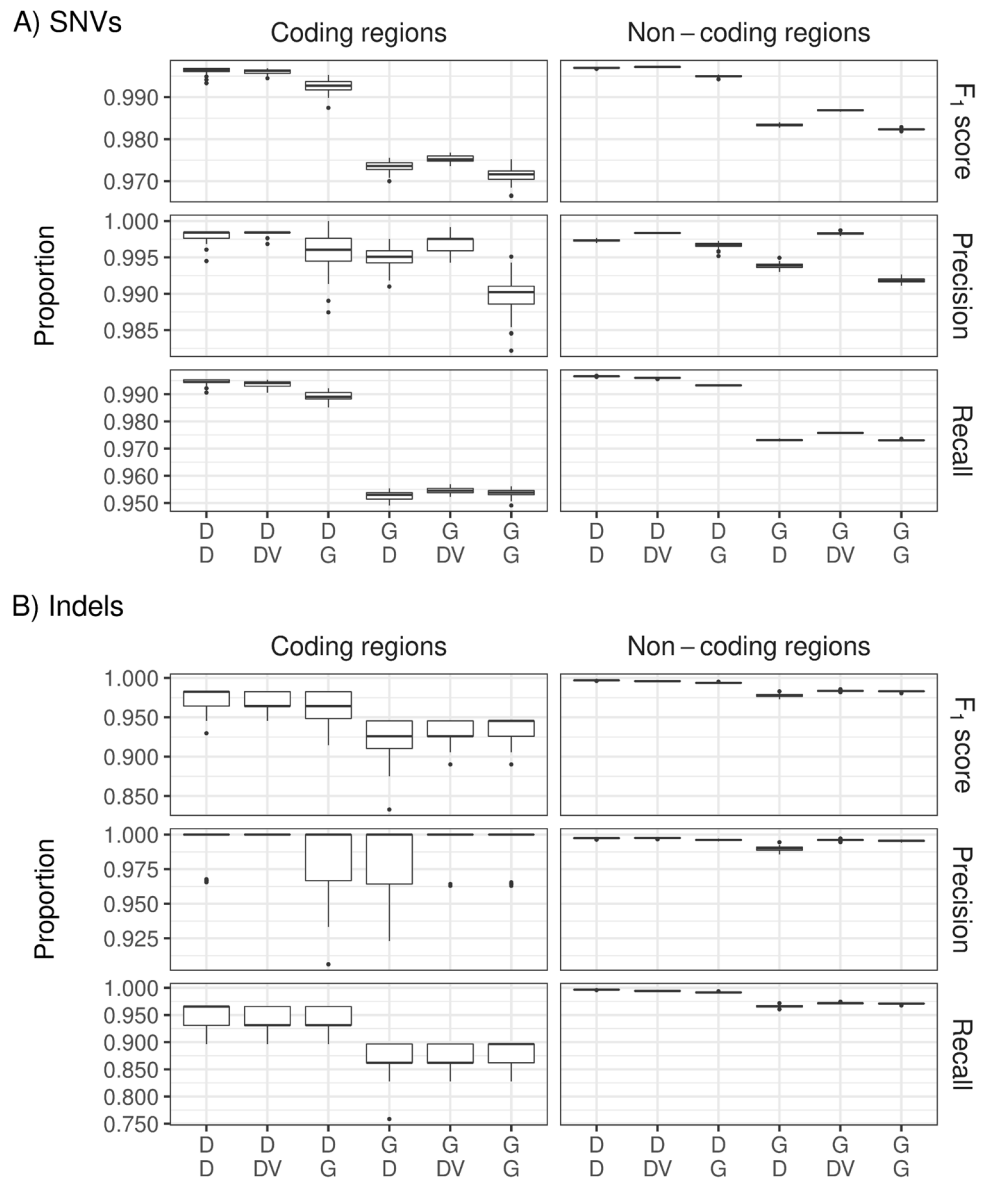 A) SNVs
Coding regions
Non – coding regions
0.990
0.980
0.970
F1 score
Proportion
1.000
0.995
0.990
0.985
Precision
0.990
0.980
0.970
0.960
0.950
Recall
D D D G G G D D D G G G
D DV G D DV G D DV G D DV G
B) Indels
Coding regions
Non – coding regions
1.000
0.950
0.900
0.850
F1 score
Proportion
1.000
0.975
0.950
0.925
Precision
1.000
0.950
0.900
0.850
0.800
0.750
Recall
D D D G G G D D D G G G
D DV G D DV G D DV G D DV G